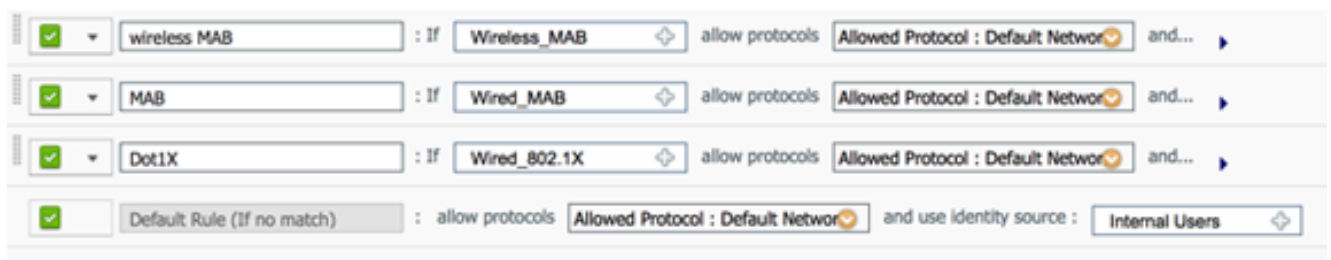 wireless MAB : If Wireless_MAB allow protocols Allowed Protocol : Default Networ and...
MAB : If Wired_MAB allow protocols Allowed Protocol : Default Networ and...
Dot1X : If Wired_802.1X allow protocols Allowed Protocol : Default Networ and...
Default Rule (If no match) : allow protocols Allowed Protocol : Default Networ and use identity source : Internal Users